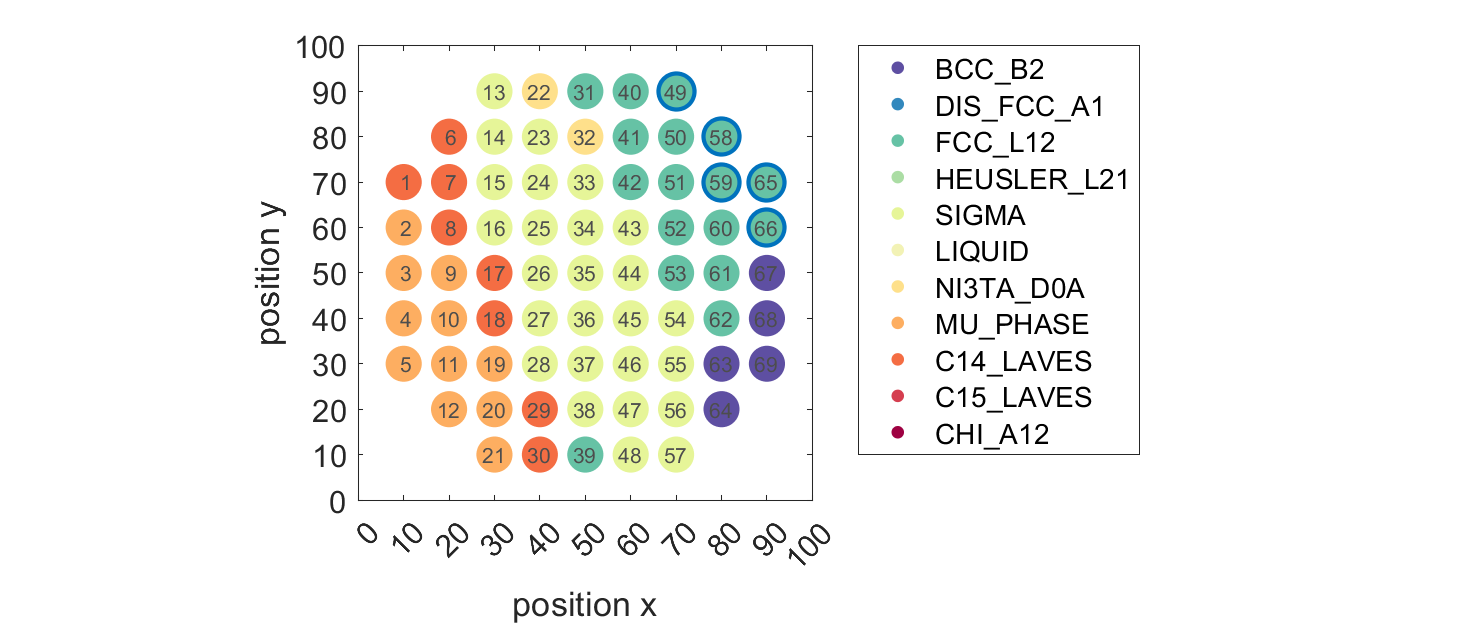 100
90 13 22 31 40 49
80 6 14 23 32 41 50 58
70 1 7 15 24 33 42 51 59 65
60 2 8 16 25 34 43 52 60 66
50 3 9 17 26 35 44 53 61 67
40 4 10 18 27 36 45 54 62 68
30 5 11 19 28 37 46 55 63 69
20 12 20 29 38 47 56 64
10 21 30 39 48 57
0
0 10 20 30 40 50 60 70 80 90 100
position x
position y
BCC_B2
DIS_FCC_A1
FCC_L12
HEUSLER_L21
SIGMA
LIQUID
NI3TA_D0A
MU_PHASE
C14_LAVES
C15_LAVES
CHI_A12